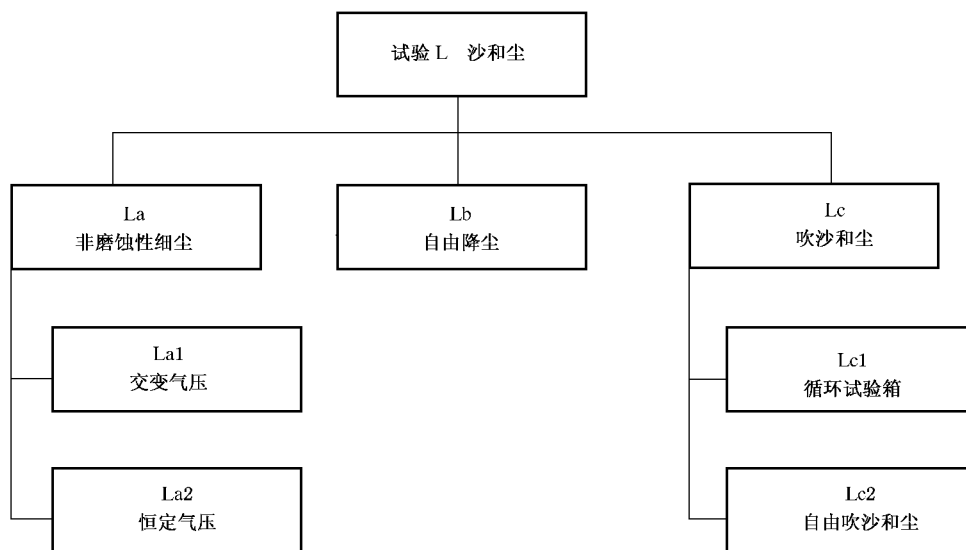 试验 L　沙和尘
La
非磨蚀性细尘
Lb
自由降尘
Lc
吹沙和尘
La1
交变气压
Lc1
循环试验箱
La2
恒定气压
Lc2
自由吹沙和尘